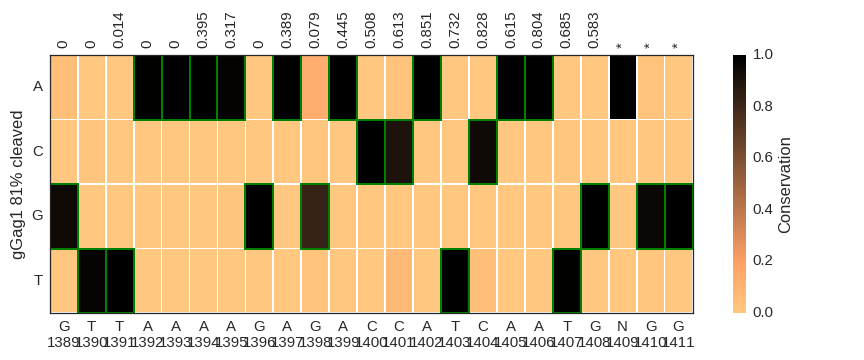 0 0 0.014 0 0 0.395 0.317 0 0.389 0.079 0.445 0.508 0.613 0.851 0.732 0.828 0.615 0.804 0.685 0.583 * * *
gGag1 81% cleaved
A
C
G
T
G T T A A A A G A G A C C A T C A A T G N G G
1389 1390 1391 1392 1393 1394 1395 1396 1397 1398 1399 1400 1401 1402 1403 1404 1405 1406 1407 1408 1409 1410 1411
1.0
0.8
0.6
0.4
0.2
0.0
Conservation